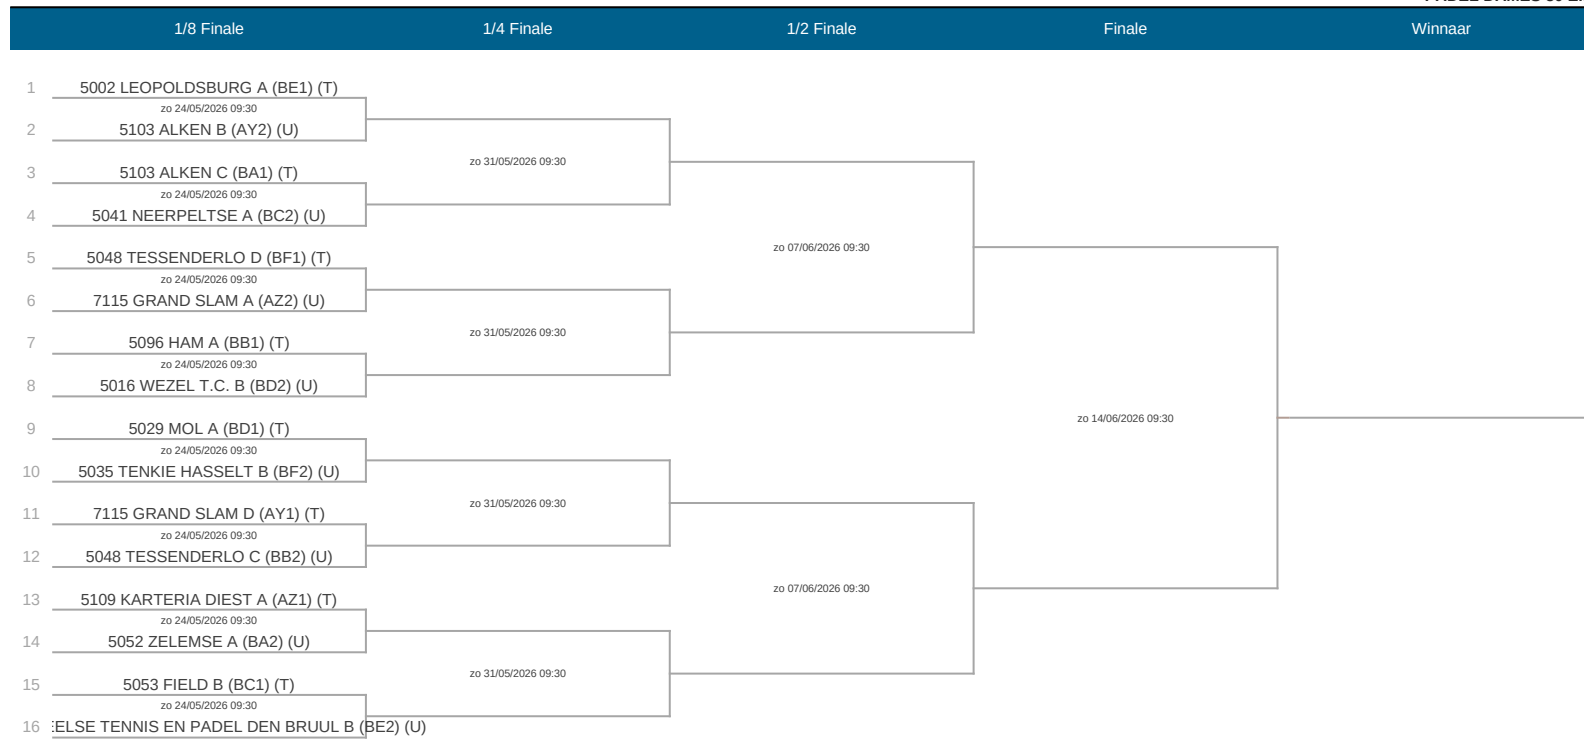 1/8 Finale 1/4 Finale 1/2 Finale Finale Winnaar
1 5002 LEOPOLDSBURG A (BE1) (T)
zo 24/05/2026 09:30
2 5103 ALKEN B (AY2) (U)
zo 31/05/2026 09:30
3 5103 ALKEN C (BA1) (T)
zo 24/05/2026 09:30
4 5041 NEERPELTSE A (BC2) (U)
zo 07/06/2026 09:30
5 5048 TESSENDERLO D (BF1) (T)
zo 24/05/2026 09:30
6 7115 GRAND SLAM A (AZ2) (U)
zo 31/05/2026 09:30
7 5096 HAM A (BB1) (T)
zo 24/05/2026 09:30
8 5016 WEZEL T.C. B (BD2) (U)
zo 14/06/2026 09:30
9 5029 MOL A (BD1) (T)
zo 24/05/2026 09:30
10 5035 TENKIE HASSELT B (BF2) (U)
zo 31/05/2026 09:30
11 7115 GRAND SLAM D (AY1) (T)
zo 24/05/2026 09:30
12 5048 TESSENDERLO C (BB2) (U)
zo 07/06/2026 09:30
13 5109 KARTERIA DIEST A (AZ1) (T)
zo 24/05/2026 09:30
14 5052 ZELEMSE A (BA2) (U)
zo 31/05/2026 09:30
15 5053 FIELD B (BC1) (T)
zo 24/05/2026 09:30
16 ELSE TENNIS EN PADEL DEN BRUUL B (BE2) (U)